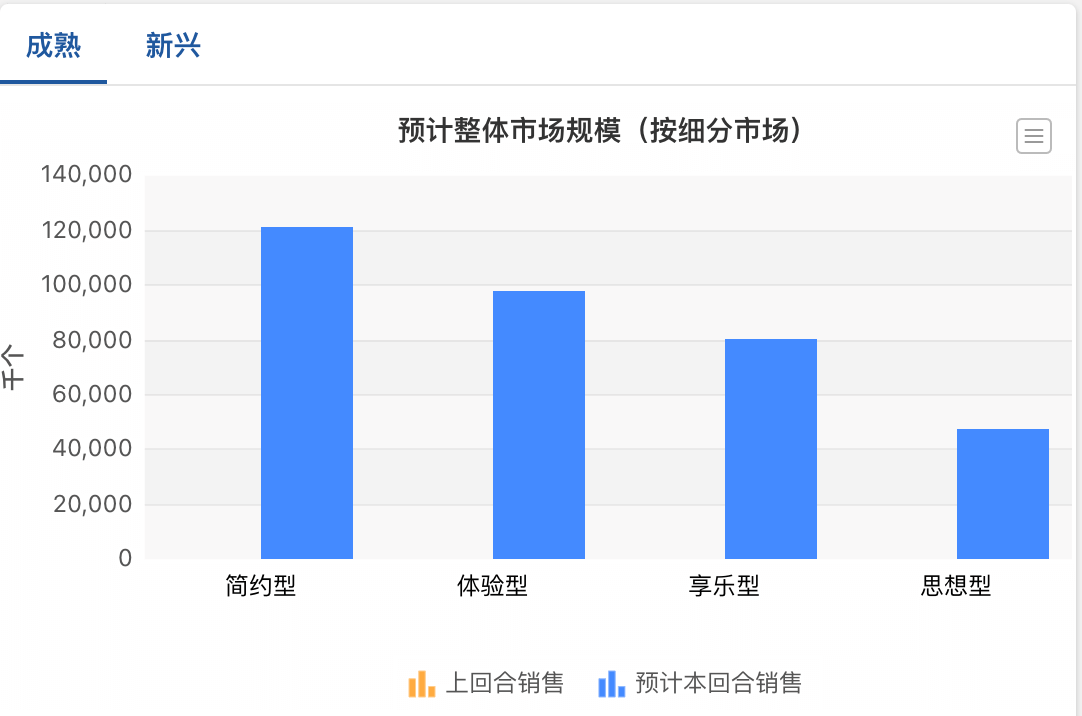 成熟 新兴
预计整体市场规模（按细分市场）
140,000
120,000
100,000
80,000
60,000
40,000
20,000
0
千个
简约型 体验型 享乐型 思想型
上回合销售 预计本回合销售